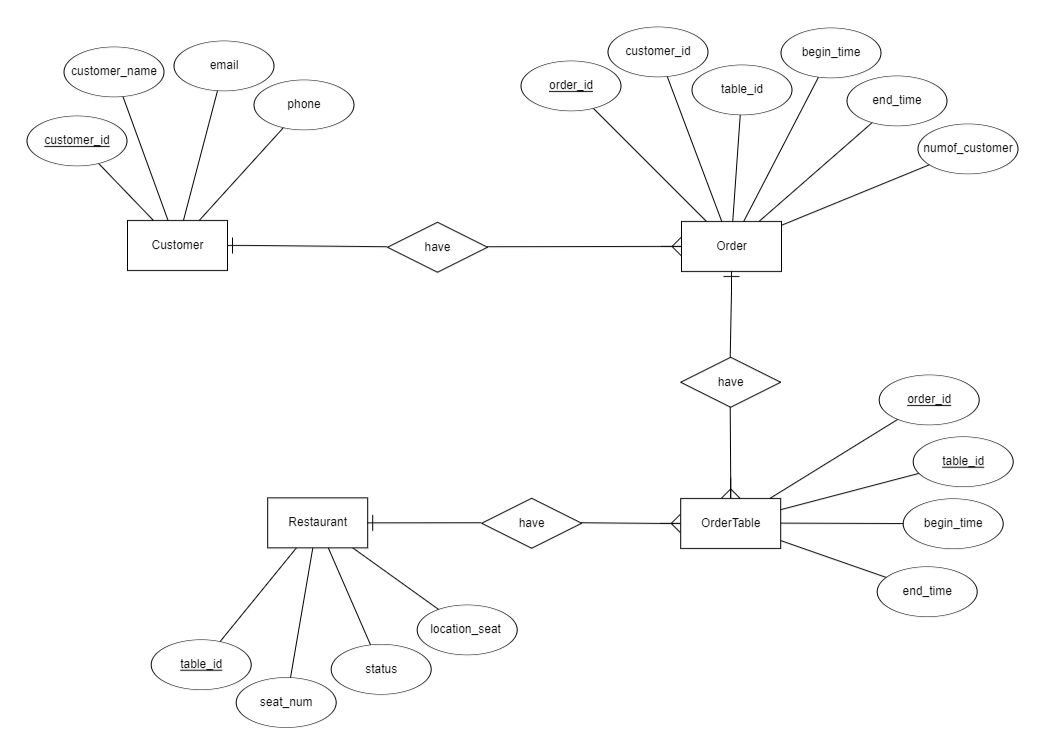 customer_name
email
phone
customer_id
Customer
have
customer_id
begin_time
order_id
table_id
end_time
numof_customer
Order
have
order_id
table_id
begin_time
end_time
OrderTable
have
Restaurant
location_seat
table_id
status
seat_num